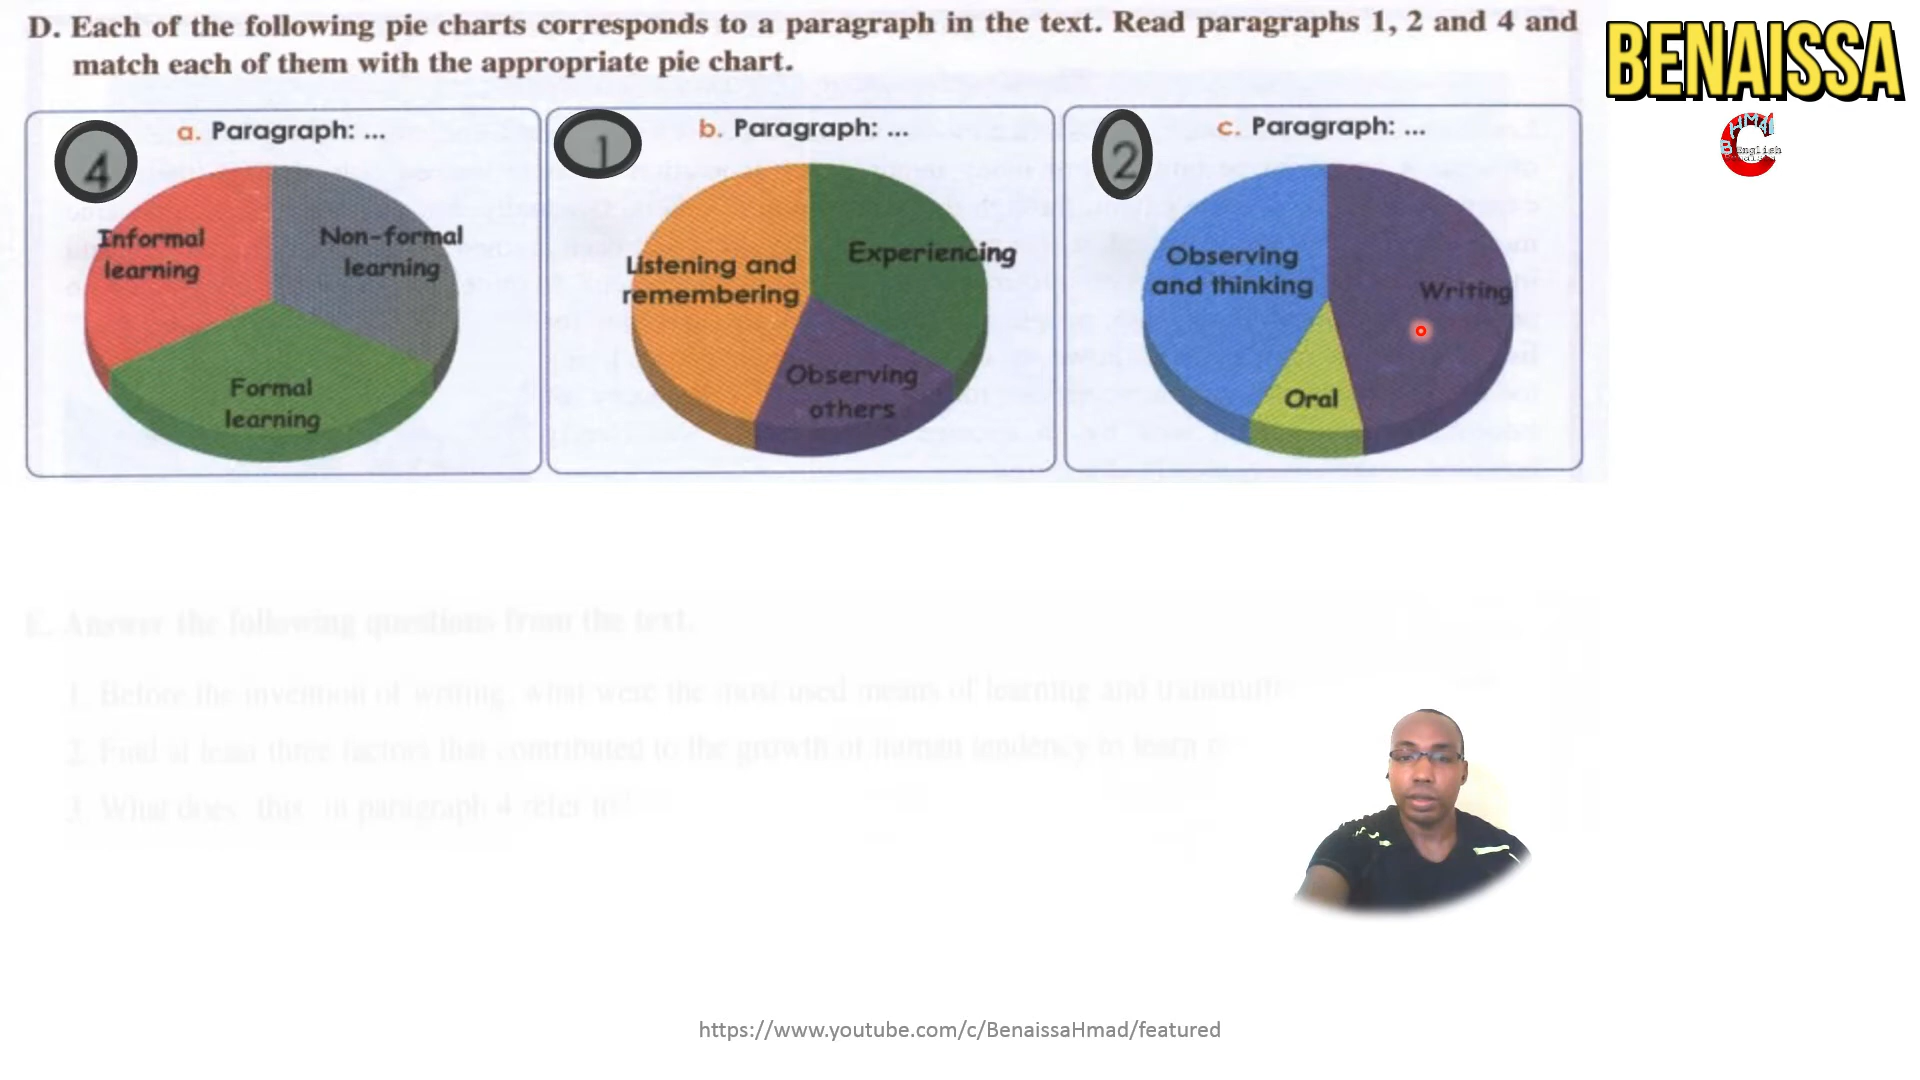 D. Each of the following pie charts corresponds to a paragraph in the text. Read paragraphs 1, 2 and 4 and
match each of them with the appropriate pie chart.
BENAISSA
4
a. Paragraph: ...
1
b. Paragraph: ...
2
c. Paragraph: ...
HMAD
English
Informal
learning
Non-formal
learning
Formal
learning
Listening and
remembering
Experiencing
Observing
others
Observing
and thinking
Writing
Oral
E. Answer the following questions from the text.
1. Before the invention of writing, what were the most used means of learning and
2. Find at least three factors that contributed to the growth of human tendency to learn
3. What does this in paragraph 4 refer to?
https://www.youtube.com/c/BenaissaHmad/featured